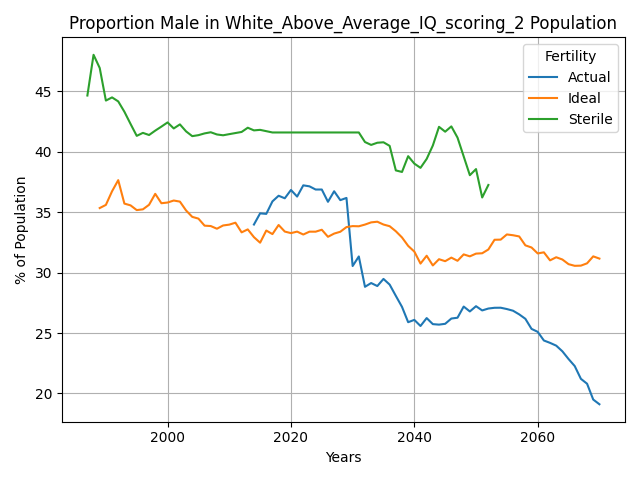 Proportion Male in White_Above_Average_IQ_scoring_2 Population
Fertility
Actual
Ideal
Sterile
% of Population
45
40
35
30
25
20
2000
2020
2040
2060
Years